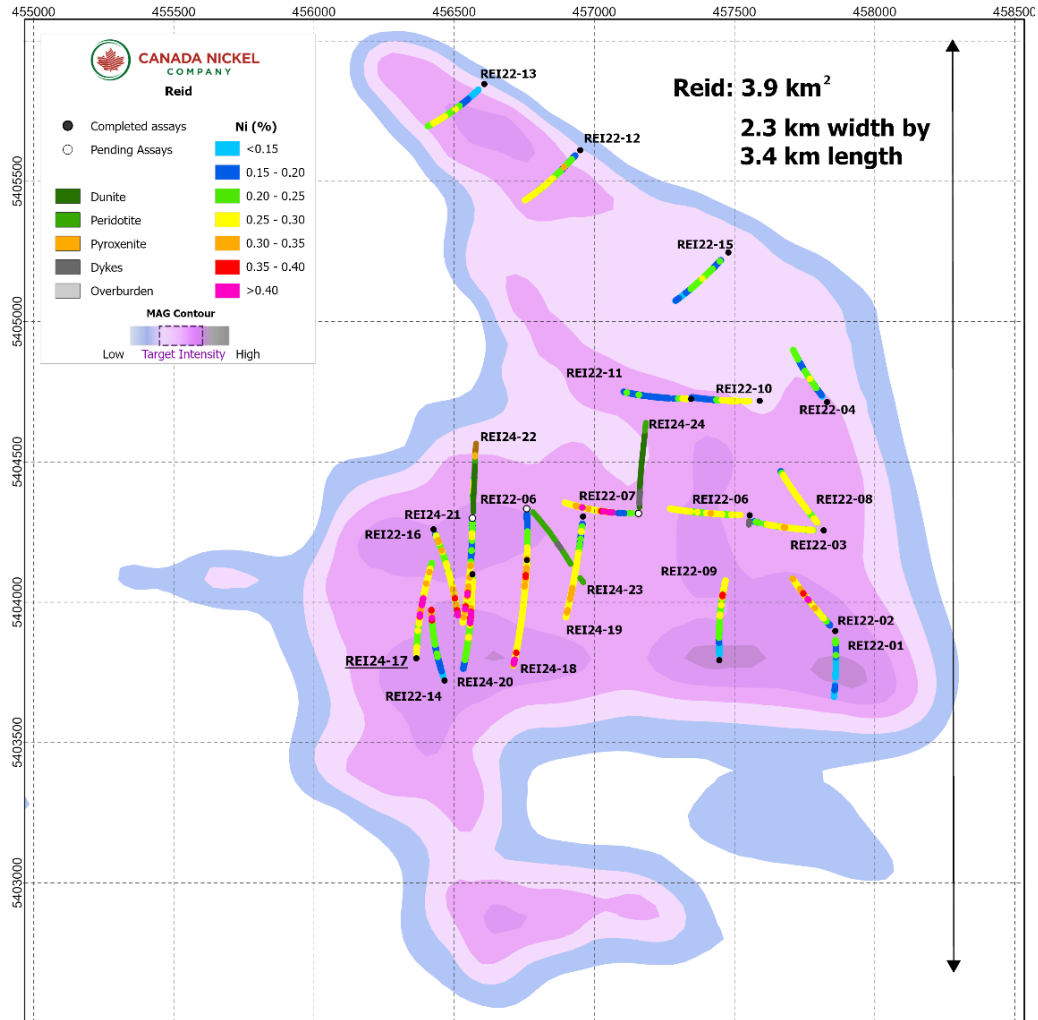 455000 455500 456000 456500 457000 457500 458000 458500
CANADA NICKEL
COMPANY
Reid
Completed assays
Pending Assays
Ni (%)
<0.15
0.15 - 0.20
Dunite
0.20 - 0.25
Peridotite
0.25 - 0.30
Pyroxenite
0.30 - 0.35
Dykes
0.35 - 0.40
Overburden
>0.40
MAG Contour
Low Target Intensity High
Reid: 3.9 km²
2.3 km width by
3.4 km length
REI22-13
REI22-12
5405500
REI22-15
5405000
REI22-11
REI22-10
REI22-04
REI24-24
REI24-22
5404500
REI22-06
REI22-07
REI22-06
REI22-08
REI24-21
REI22-16
REI22-03
REI22-09
5404000
REI24-23
REI24-19
REI22-02
REI22-01
REI24-17
REI24-18
REI24-20
REI22-14
5403500
5403000